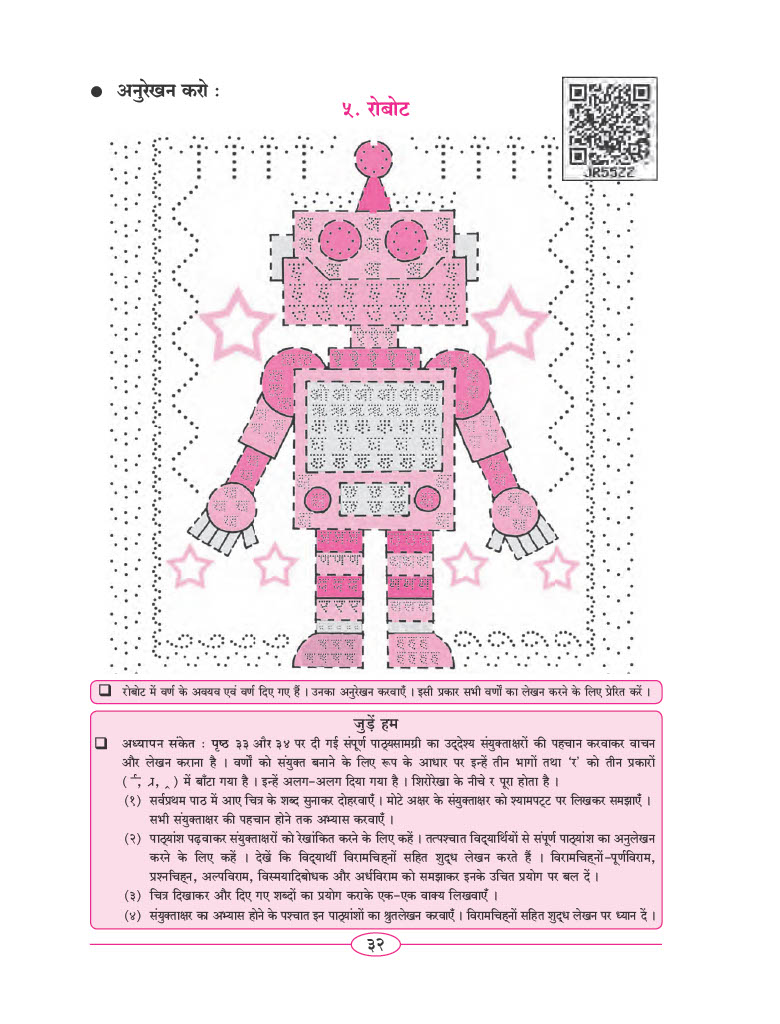 ● अनुरेखन करो :
५. रोबोट
JR55ZZ
❑ रोबोट में वर्ण के अवयव एवं वर्ण दिए गए हैं । उनका अनुरेखन करवाएँ । इसी प्रकार सभी वर्णों का लेखन करने के लिए प्रेरित करें ।
जुड़ें हम
❑ अध्यापन संकेत : पृष्ठ ३३ और ३४ पर दी गई संपूर्ण पाठ्यसामग्री का उद्देश्य संयुक्ताक्षरों की पहचान करवाकर वाचन
और लेखन कराना है । वर्णों को संयुक्त बनाने के लिए रूप के आधार पर इन्हें तीन भागों तथा ‘र’ को तीन प्रकारों
में बाँटा गया है । इन्हें अलग-अलग दिया गया है । शिरोरेखा के नीचे र पूरा होता है ।
(१) सर्वप्रथम पाठ में आए चित्र के शब्द सुनाकर दोहरवाएँ । मोटे अक्षर के संयुक्ताक्षर को श्यामपट्ट पर लिखकर समझाएँ ।
सभी संयुक्ताक्षर की पहचान होने तक अभ्यास करवाएँ ।
(२) पाठ्यांश पढ़वाकर संयुक्ताक्षरों को रेखांकित करने के लिए कहें । तत्पश्चात विद्यार्थियों से संपूर्ण पाठ्यांश का अनुलेखन
करने के लिए कहें । देखें कि विद्यार्थी विरामचिह्नों सहित शुद्ध लेखन करते हैं । विरामचिह्नों-पूर्णविराम,
प्रश्नचिह्न, अल्पविराम, विस्मयादिबोधक और अर्धविराम को समझाकर इनके उचित प्रयोग पर बल दें ।
(३) चित्र दिखाकर और दिए गए शब्दों का प्रयोग कराके एक-एक वाक्य लिखवाएँ ।
(४) संयुक्ताक्षर का अभ्यास होने के पश्चात इन पाठ्यांशों का श्रुतलेखन करवाएँ । विरामचिह्नों सहित शुद्ध लेखन पर ध्यान दें ।
३२